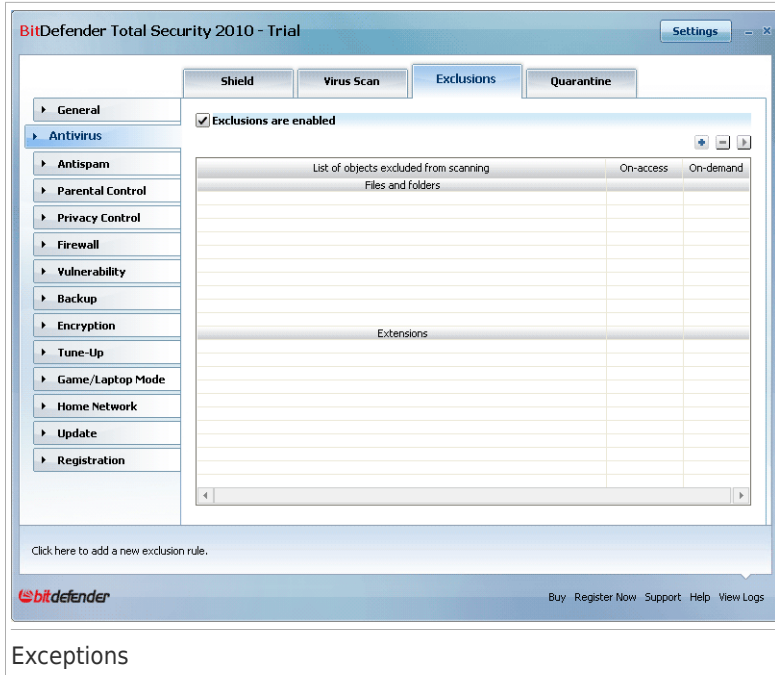 BitDefender Total Security 2010 - Trial
Settings
Shield
Virus Scan
Exclusions
Quarantine
General
Antivirus
Antispam
Parental Control
Privacy Control
Firewall
Vulnerability
Backup
Encryption
Tune-Up
Game/Laptop Mode
Home Network
Update
Registration
Exclusions are enabled
List of objects excluded from scanning On-access On-demand
Files and folders
Extensions
Click here to add a new exclusion rule.
bitdefender
Buy Register Now Support Help View Logs
Exceptions